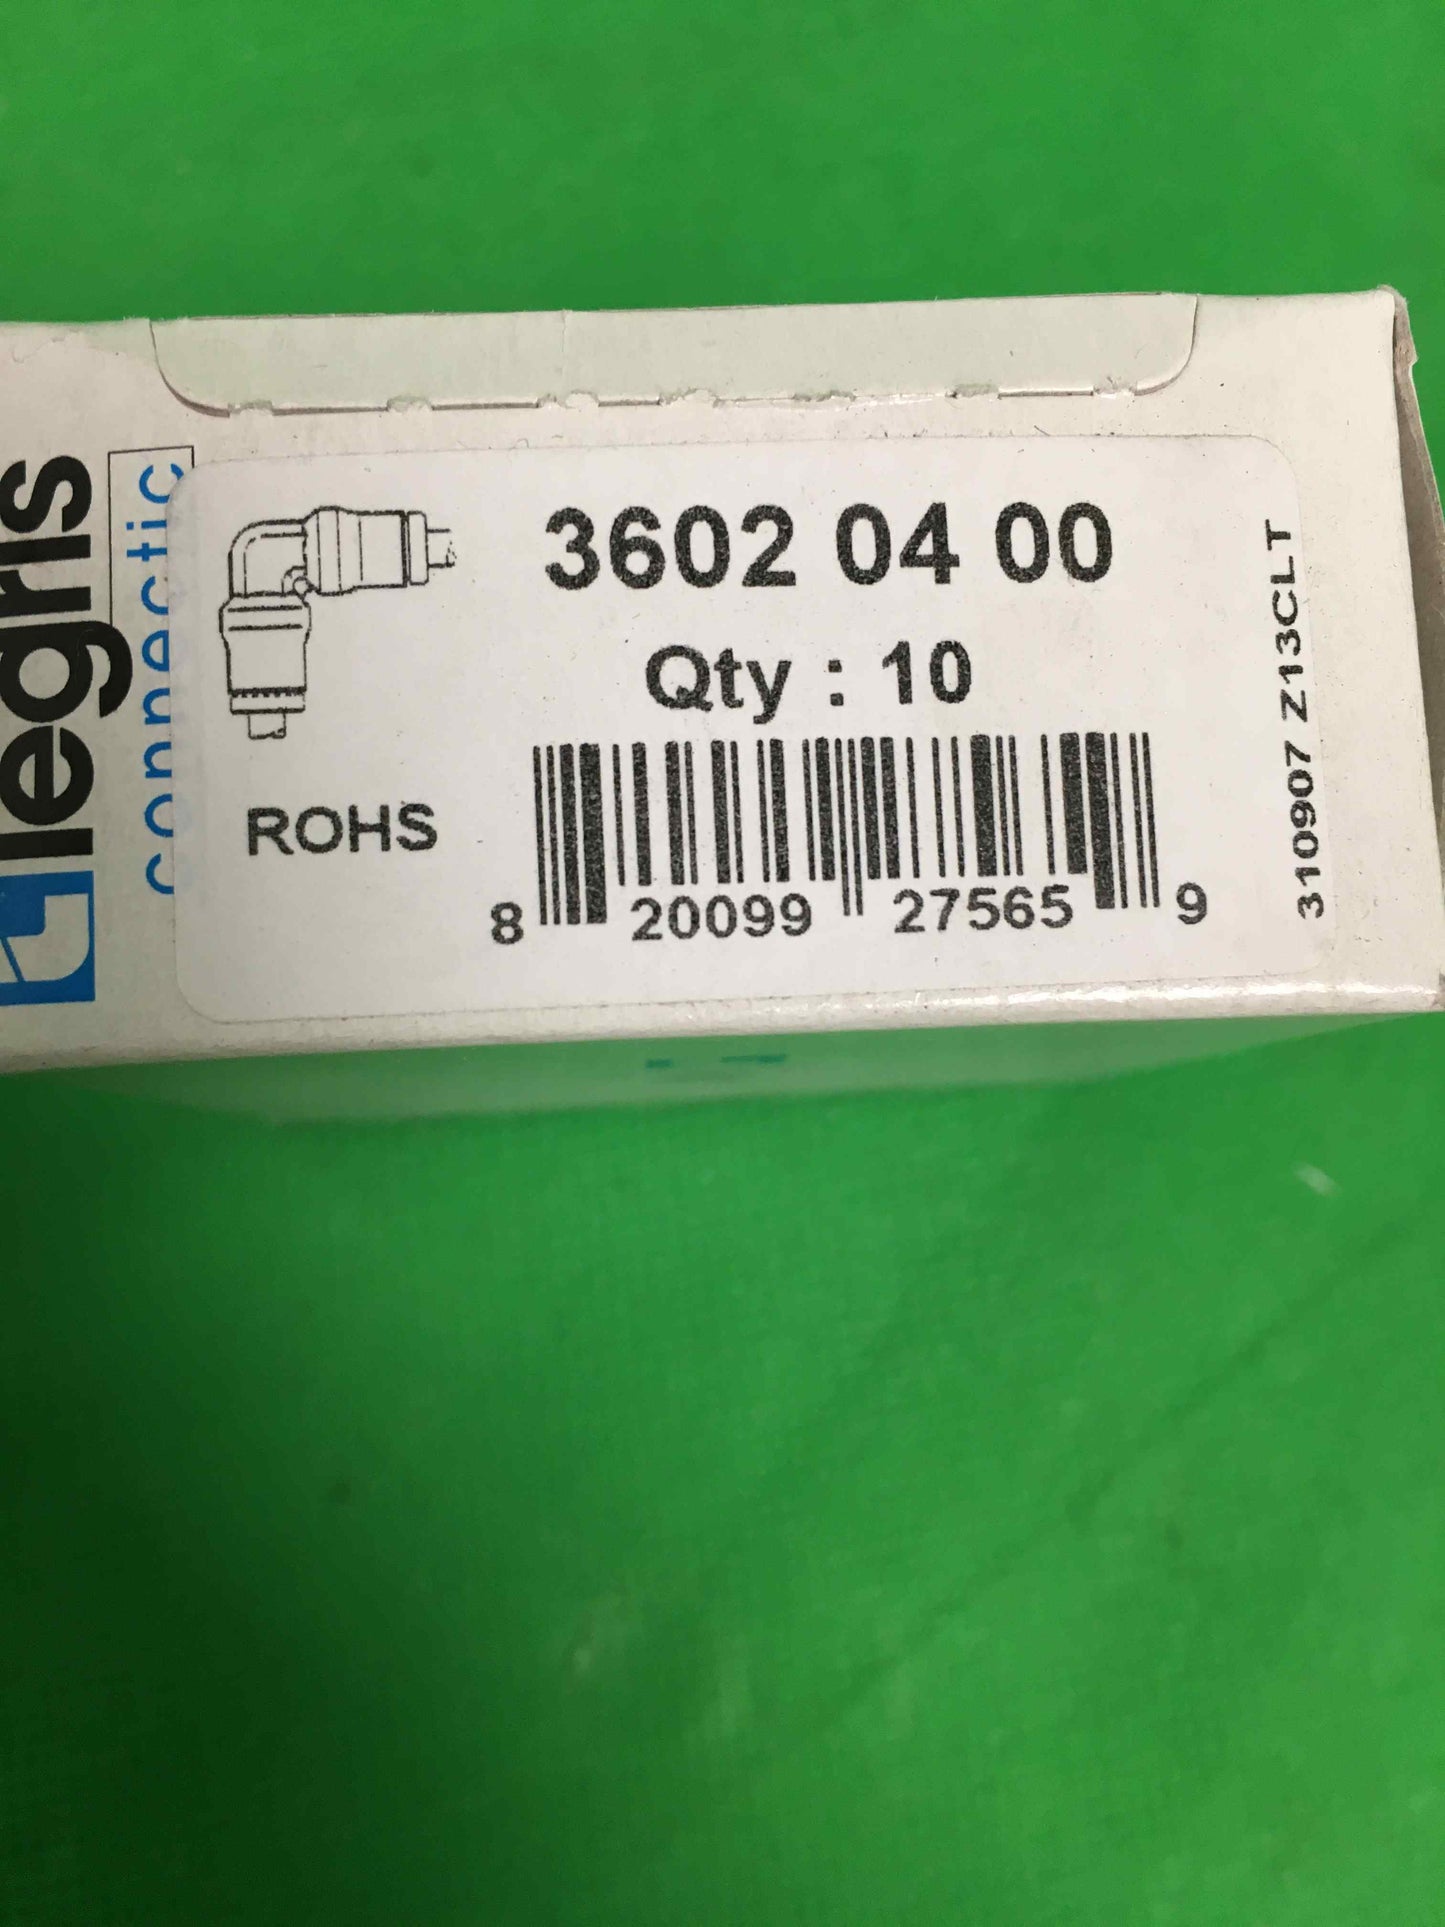 legris
connectic
3602 04 00
Qty : 10
ROHS
8 20099 27565 9
310907 Z13CLT